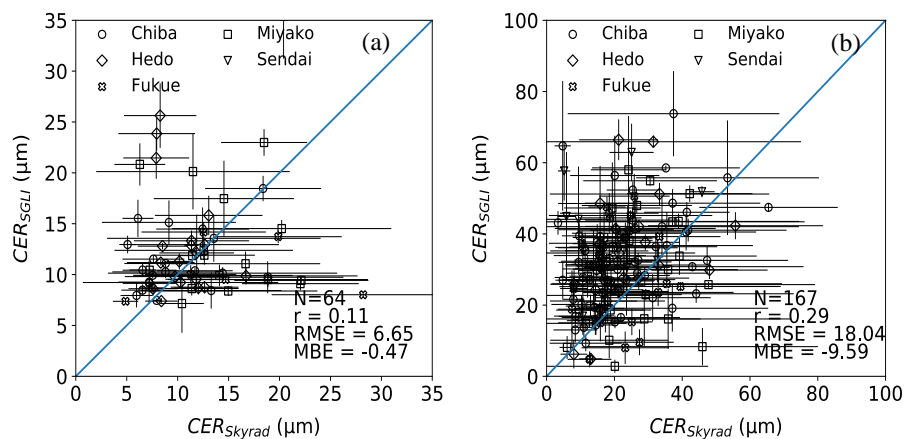 (a)
Chiba
Hedo
Fukue
Miyako
Sendai
35
30
25
20
15
10
5
0
CER_SGLI (μm)
N=64
r = 0.11
RMSE = 6.65
MBE = -0.47
0 5 10 15 20 25 30 35
CER_Skyrad (μm)
(b)
Chiba
Hedo
Fukue
Miyako
Sendai
100
80
60
40
20
0
CER_SGLI (μm)
N=167
r = 0.29
RMSE = 18.04
MBE = -9.59
0 20 40 60 80 100
CER_Skyrad (μm)